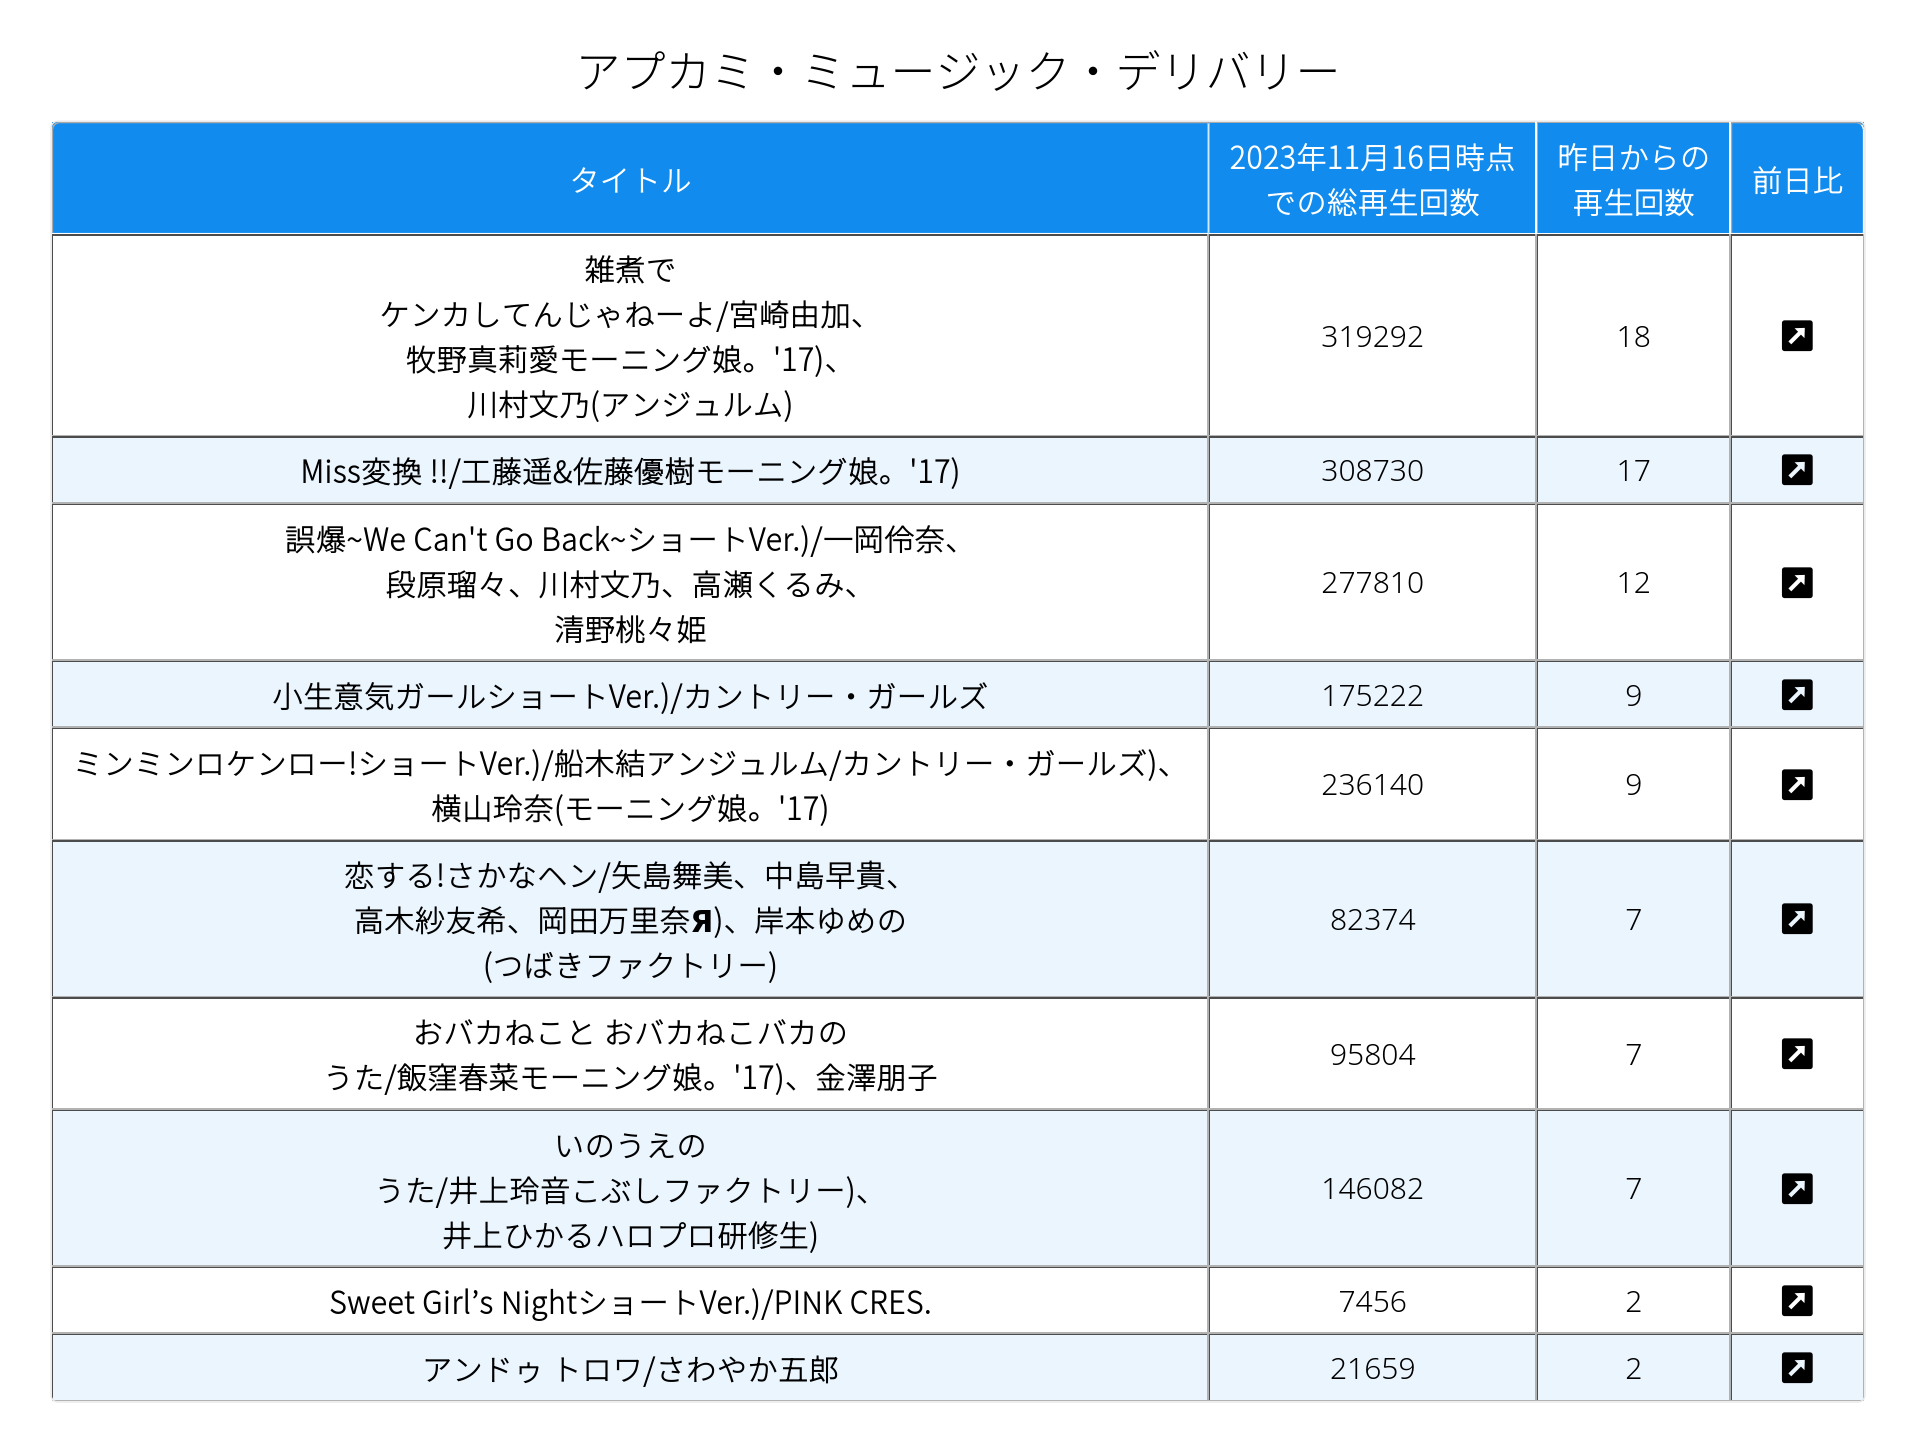 アプカミ・ミュージック・デリバリー
タイトル
2023年11月16日時点
での総再生回数
昨日からの
再生回数
前日比
雑煮で
ケンカしてんじゃねーよ/宮崎由加、
牧野真莉愛モーニング娘。'17)、
川村文乃(アンジュルム)
319292
18
Miss変換 !!/工藤遥&佐藤優樹モーニング娘。'17)
308730
17
誤爆~We Can't Go Back~ショートVer.)/一岡伶奈、
段原瑠々、川村文乃、高瀬くるみ、
清野桃々姫
277810
12
小生意気ガールショートVer.)/カントリー・ガールズ
175222
9
ミンミンロケンロー!ショートVer.)/船木結アンジュルム/カントリー・ガールズ)、
横山玲奈(モーニング娘。'17)
236140
9
恋する!さかなヘン/矢島舞美、中島早貴、
高木紗友希、岡田万里奈Я)、岸本ゆめの
(つばきファクトリー)
82374
7
おバカねこと おバカねこバカの
うた/飯窪春菜モーニング娘。'17)、金澤朋子
95804
7
いのうえの
うた/井上玲音こぶしファクトリー)、
井上ひかるハロプロ研修生)
146082
7
Sweet Girl’s NightショートVer.)/PINK CRES.
7456
2
アンドゥ トロワ/さわやか五郎
21659
2